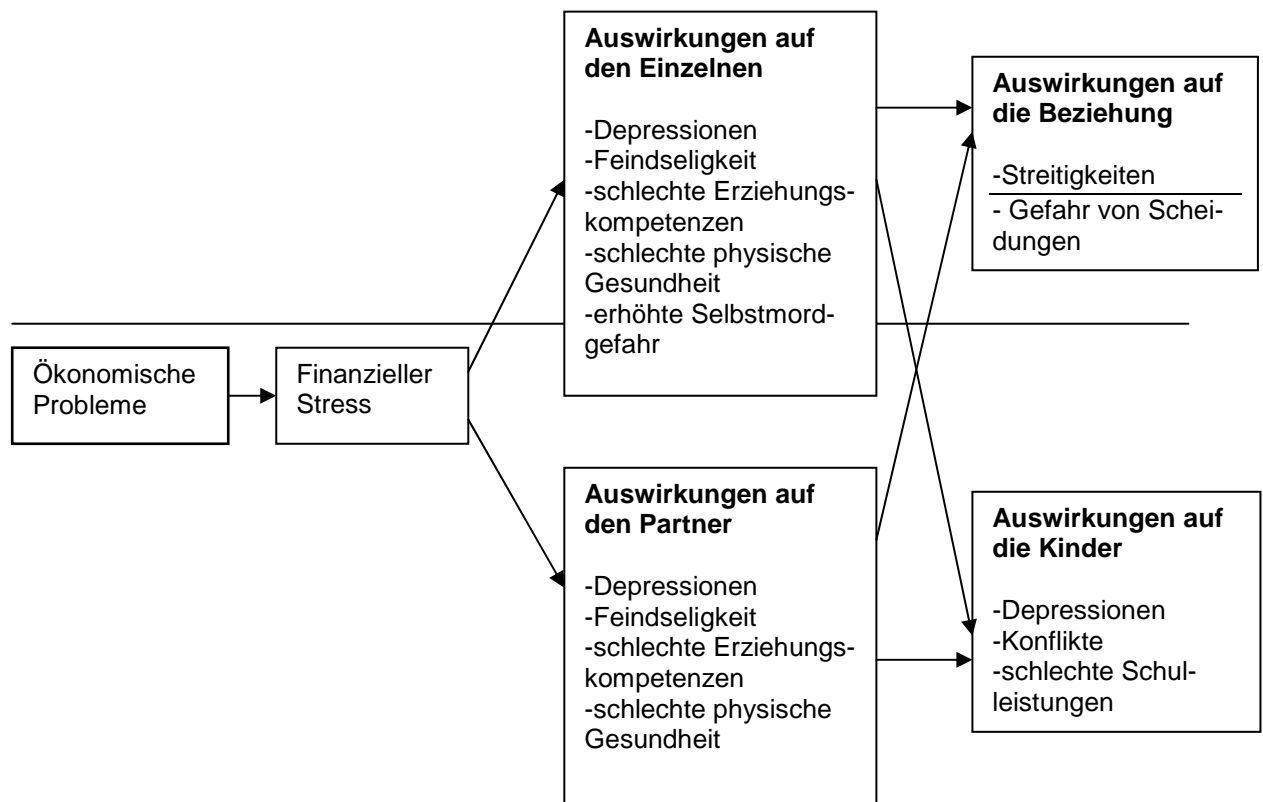 Ökonomische
Probleme
Finanzieller
Stress
Auswirkungen auf
den Einzelnen
-Depressionen
-Feindseligkeit
-schlechte Erziehungs-
kompetenzen
-schlechte physische
Gesundheit
-erhöhte Selbstmord-
gefahr
Auswirkungen auf
den Partner
-Depressionen
-Feindseligkeit
-schlechte Erziehungs-
kompetenzen
-schlechte physische
Gesundheit
Auswirkungen auf
die Beziehung
-Streitigkeiten
- Gefahr von Schei-
dungen
Auswirkungen auf
die Kinder
-Depressionen
-Konflikte
-schlechte Schul-
leistungen